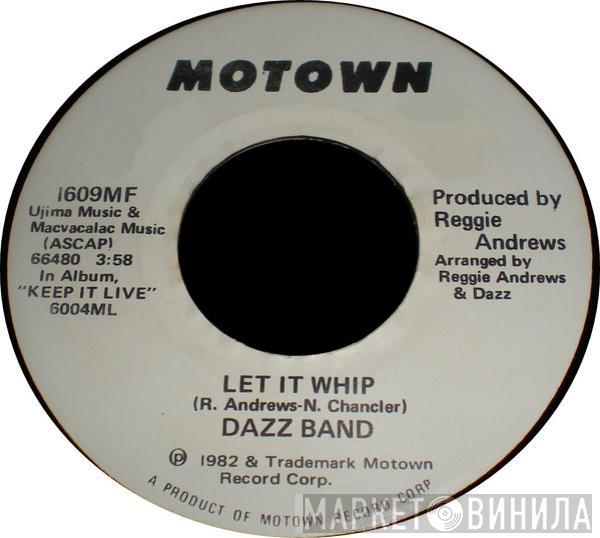 MOTOWN
1609MF
Ujima Music &
Macvacalac Music
(ASCAP)
66480 3:58
In Album,
"KEEP IT LIVE"
6004ML
Produced by
Reggie
Andrews
Arranged by
Reggie Andrews
& Dazz
LET IT WHIP
(R. Andrews-N. Chancler)
DAZZ BAND
℗ 1982 & Trademark Motown
Record Corp.
A PRODUCT OF MOTOWN RECORD CORP
МАРКЕТ ВИНИЛА